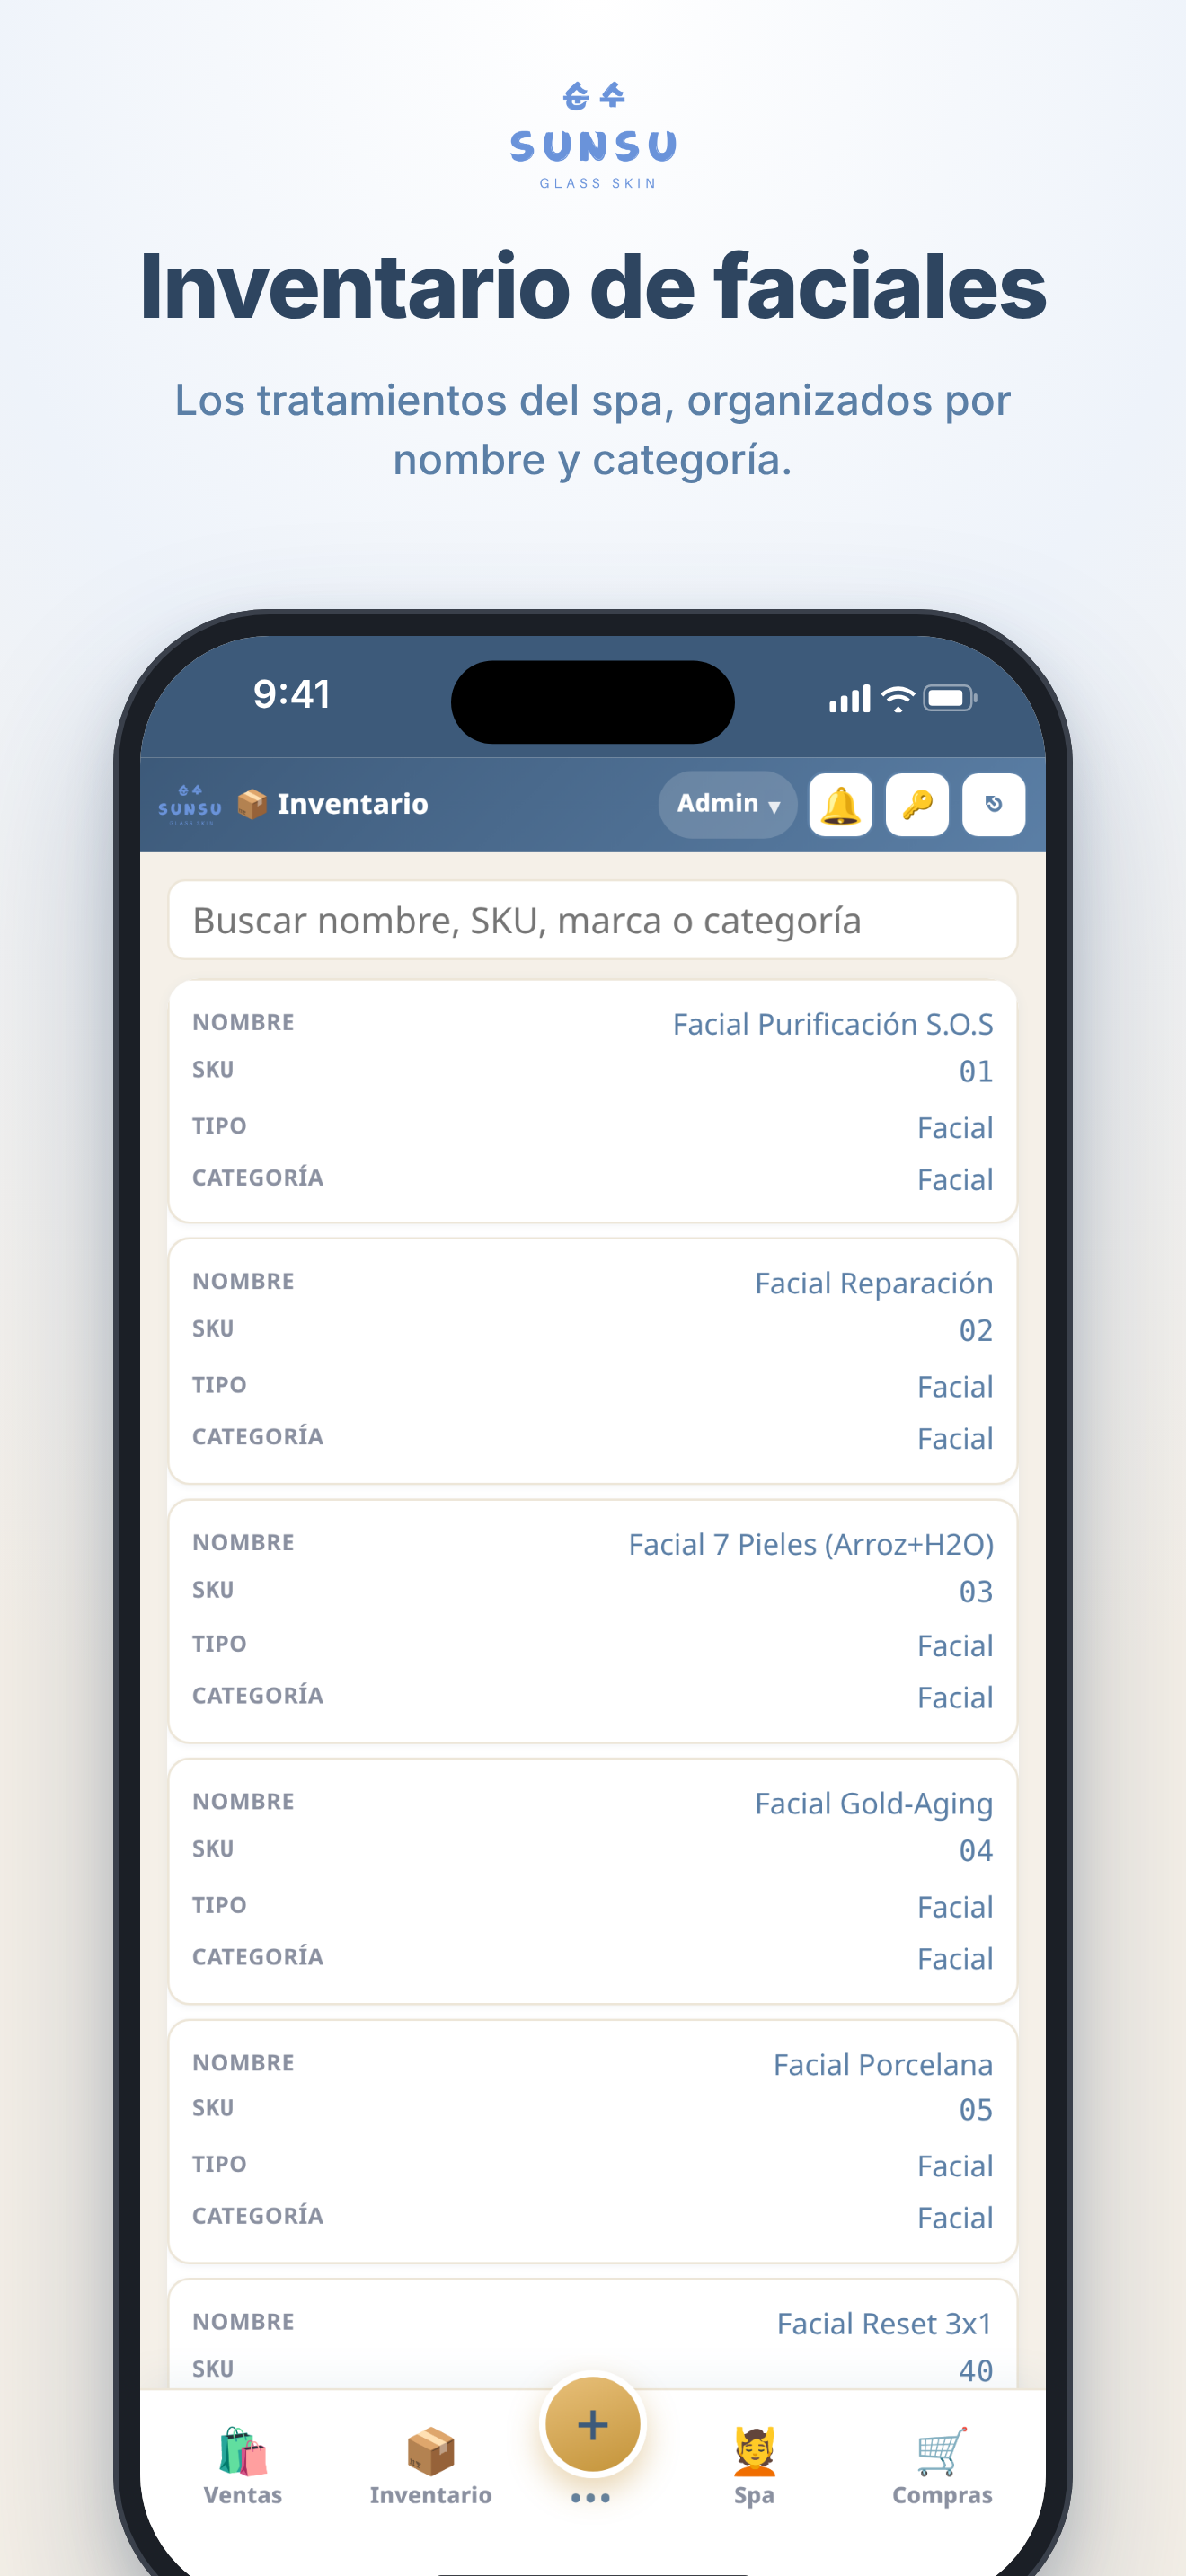 SUNSU
GLASS SKIN
Inventario de faciales
Los tratamientos del spa, organizados por
nombre y categoría.
9:41
SUNSU
GLASS SKIN
Inventario
Admin ▾
Buscar nombre, SKU, marca o categoría
NOMBRE Facial Purificación S.O.S
SKU 01
TIPO Facial
CATEGORÍA Facial
NOMBRE Facial Reparación
SKU 02
TIPO Facial
CATEGORÍA Facial
NOMBRE Facial 7 Pieles (Arroz+H2O)
SKU 03
TIPO Facial
CATEGORÍA Facial
NOMBRE Facial Gold-Aging
SKU 04
TIPO Facial
CATEGORÍA Facial
NOMBRE Facial Porcelana
SKU 05
TIPO Facial
CATEGORÍA Facial
NOMBRE Facial Reset 3x1
SKU 40
+
Ventas Inventario ••• Spa Compras